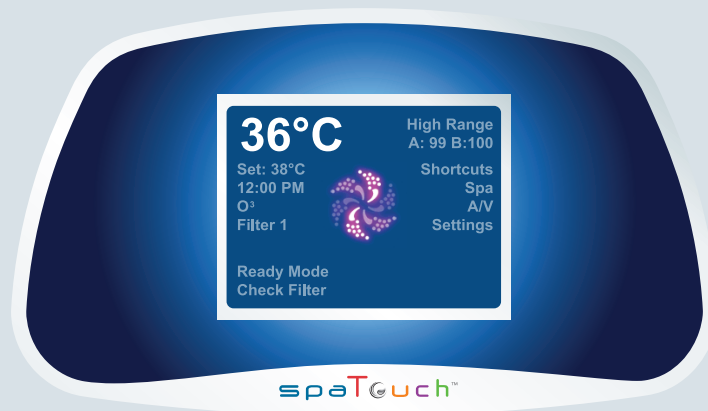 36°C
High Range
A: 99 B:100
Set: 38°C
Shortcuts
12:00 PM
Spa
O³
A/V
Filter 1
Settings
Ready Mode
Check Filter
spaTouch™